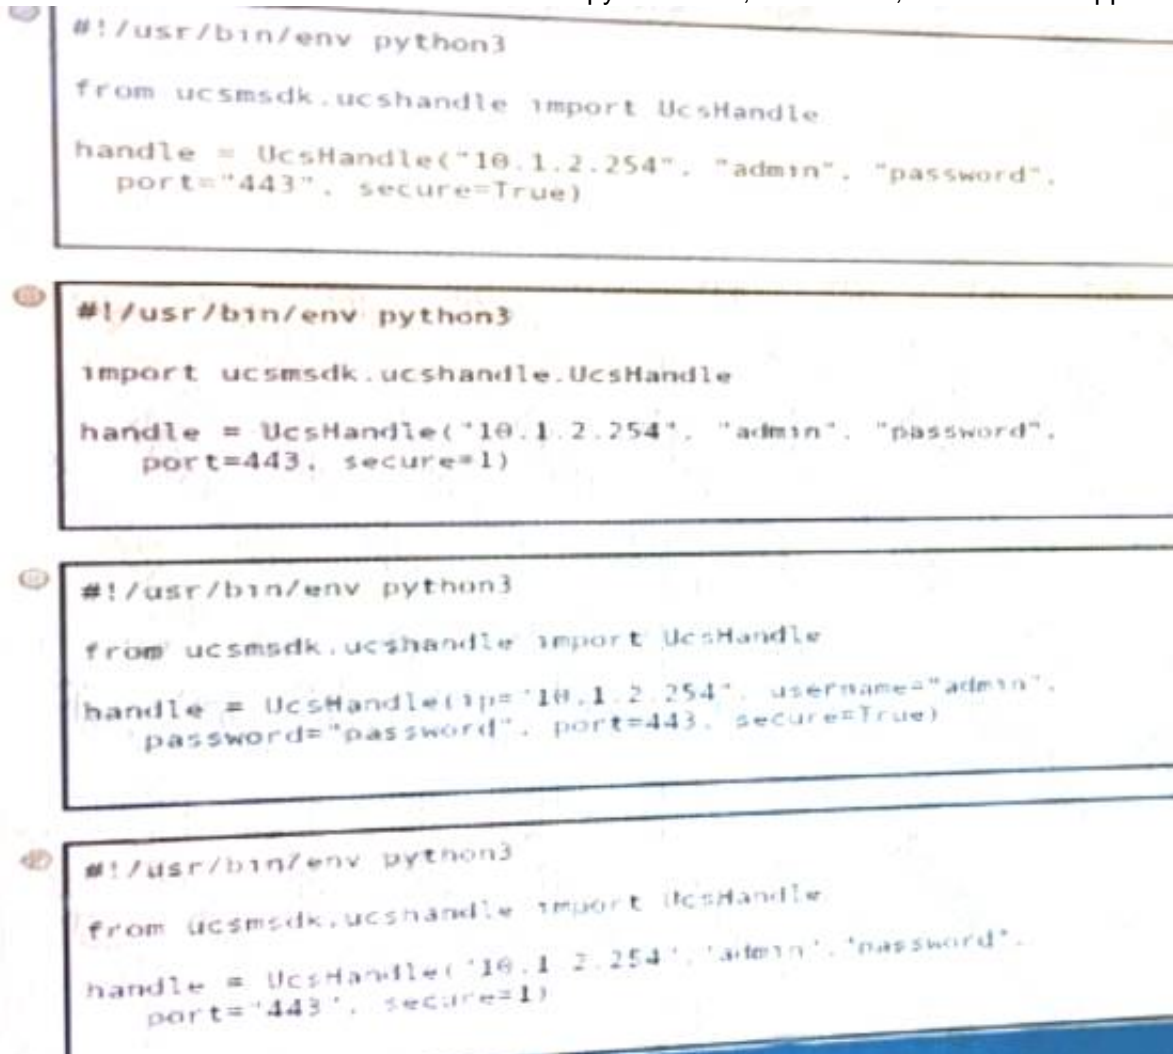 #!/usr/bin/env python3
from ucsmsdk.ucshandle import UcsHandle
handle = UcsHandle("10.1.2.254", "admin", "password",
port="443", secure=True)
#!/usr/bin/env python3
import ucsmsdk.ucshandle.UcsHandle
handle = UcsHandle("10.1.2.254", "admin", "password",
port=443, secure=1)
#!/usr/bin/env python3
from ucsmsdk.ucshandle import UcsHandle
handle = UcsHandle(ip="10.1.2.254", username="admin",
password="password", port=443, secure=True)
#!/usr/bin/env python3
from ucsmsdk.ucshandle import UcsHandle
handle = UcsHandle("10.1.2.254", "admin", "password",
port="443", secure=1)